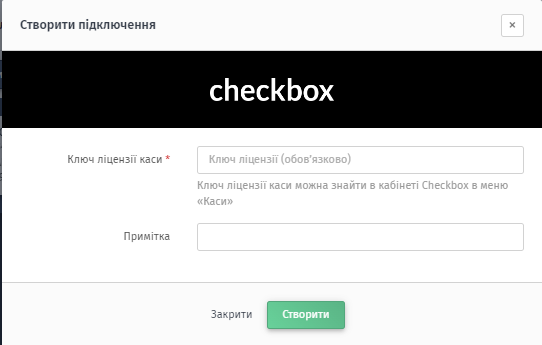 Створити підключення
×
checkbox
Ключ ліцензії каси *
Ключ ліцензії (обов'язково)
Ключ ліцензії каси можна знайти в кабінеті Checkbox в меню
«Каси»
Примітка
Закрити
Створити